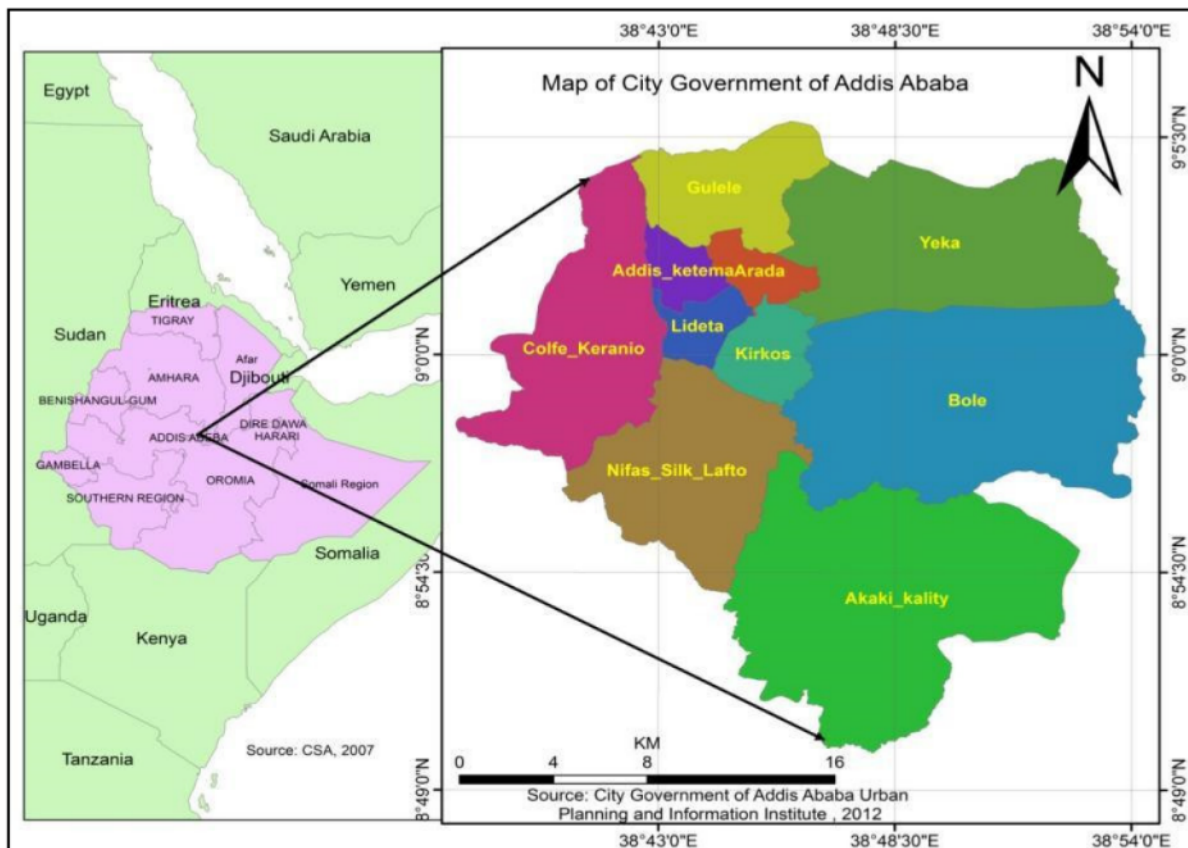 38°43'0"E
38°48'30"E
38°54'0"E
Map of City Government of Addis Ababa
N
Egypt
Saudi Arabia
9°5'30"N
Gulele
Yeka
Yemen
Addis_ketema
Arada
Eritrea
TIGRAY
Sudan
Lideta
Colfe_Keranio
Kirkos
9°0'0"N
Afar
Djibouti
AMHARA
BENISHANGUL-GUM
Bole
DIRE DAWA
HARARI
ADDIS ABEBA
GAMBELLA
OROMIA
Somali Region
SOUTHERN REGION
Nifas_Silk_Lafto
Somalia
8°54'30"N
Akaki_kality
Uganda
Kenya
Tanzania
Source: CSA, 2007
KM
0 4 8 16
8°49'0"N
Source: City Government of Addis Ababa Urban
Planning and Information Institute , 2012
38°43'0"E
38°48'30"E
38°54'0"E
9°5'30"N
9°0'0"N
8°54'30"N
8°49'0"N